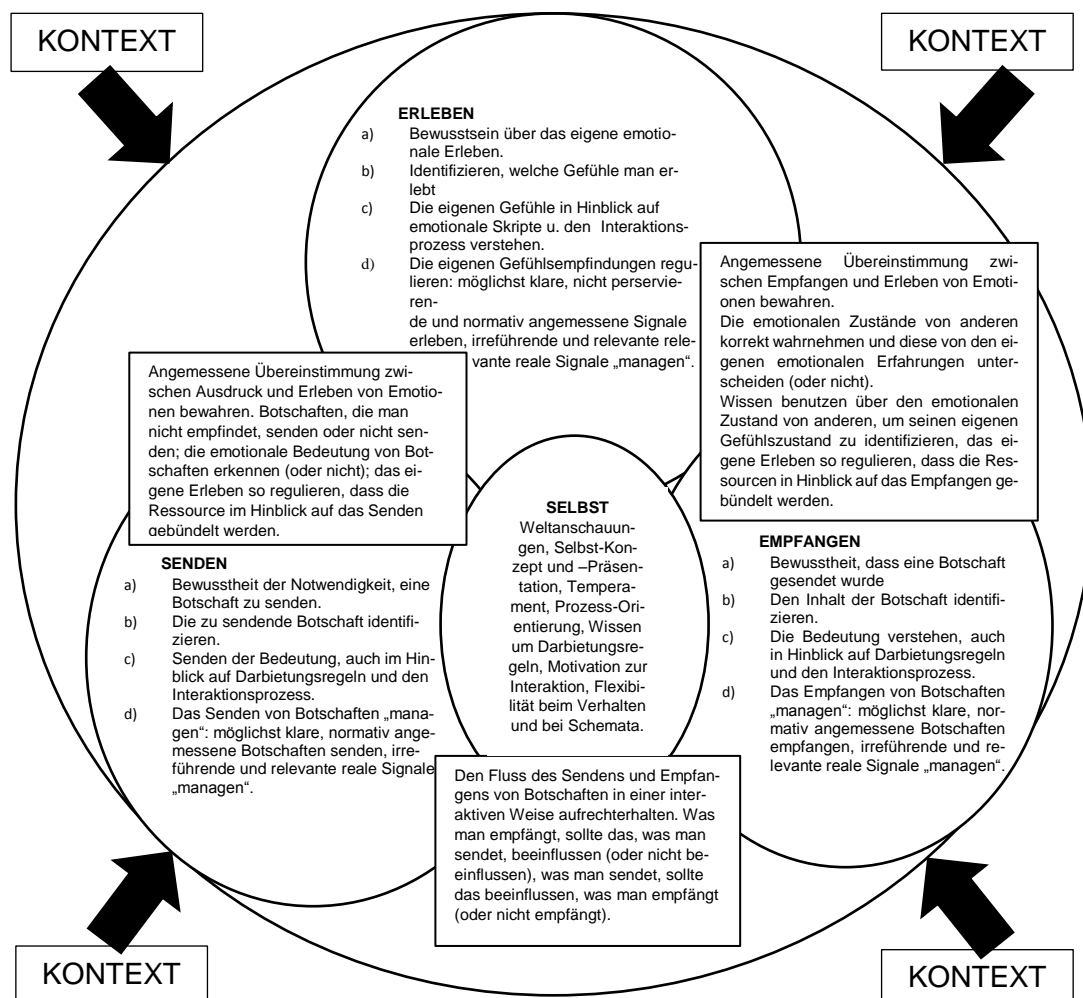 KONTEXT
KONTEXT
ERLEBEN
a) Bewusstsein über das eigene emotio-
nale Erleben.
b) Identifizieren, welche Gefühle man er-
lebt
c) Die eigenen Gefühle in Hinblick auf
emotionale Skripte u. den Interaktions-
prozess verstehen.
d) Die eigenen Gefühlsempfindungen regu-
lieren: möglichst klare, nicht perservie-
ren-
de und normativ angemessene Signale
erleben, irreführende und relevante rele-
vante reale Signale „managen“.
Angemessene Übereinstimmung zwi-
schen Empfangen und Erleben von Emoti-
onen bewahren.
Die emotionalen Zustände von anderen
korrekt wahrnehmen und diese von den ei-
genen emotionalen Erfahrungen unter-
scheiden (oder nicht).
Wissen benutzen über den emotionalen
Zustand von anderen, um seinen eigenen
Gefühlszustand zu identifizieren, das ei-
gene Erleben so regulieren, dass die Res-
sourcen in Hinblick auf das Empfangen ge-
bündelt werden.
Angemessene Übereinstimmung zwi-
schen Ausdruck und Erleben von Emotio-
nen bewahren. Botschaften, die man
nicht empfindet, senden oder nicht sen-
den; die emotionale Bedeutung von Bot-
schaften erkennen (oder nicht); das ei-
gene Erleben so regulieren, dass die
Ressource im Hinblick auf das Senden
gebündelt werden.
SELBST
Weltanschauun-
gen, Selbst-Kon-
zept und –Präsen-
tation, Tempera-
ment, Prozess-Ori-
entierung, Wissen
um Darbietungsre-
geln, Motivation zur
Interaktion, Flexibi-
lität beim Verhalten
und bei Schemata.
SENDEN
a) Bewusstheit der Notwendigkeit, eine
Botschaft zu senden.
b) Die zu sendende Botschaft identifi-
zieren.
c) Senden der Bedeutung, auch im Hin-
blick auf Darbietungsregeln und den
Interaktionsprozess.
d) Das Senden von Botschaften „mana-
gen“: möglichst klare, normativ ange-
messene Botschaften senden, irre-
führende und relevante reale Signale
„managen“.
EMPFANGEN
a) Bewusstheit, dass eine Botschaft
gesendet wurde
b) Den Inhalt der Botschaft identifi-
zieren.
c) Die Bedeutung verstehen, auch
in Hinblick auf Darbietungsregeln
und den Interaktionsprozess.
d) Das Empfangen von Botschaften
„managen“: möglichst klare, nor-
mativ angemessene Botschaften
empfangen, irreführende und re-
levante reale Signale „managen“.
Den Fluss des Sendens und Empfan-
gens von Botschaften in einer inter-
aktiven Weise aufrechterhalten. Was
man empfängt, sollte das, was man
sendet, beeinflussen (oder nicht be-
einflussen), was man sendet, sollte
das beeinflussen, was man empfängt
(oder nicht empfängt).
KONTEXT
KONTEXT